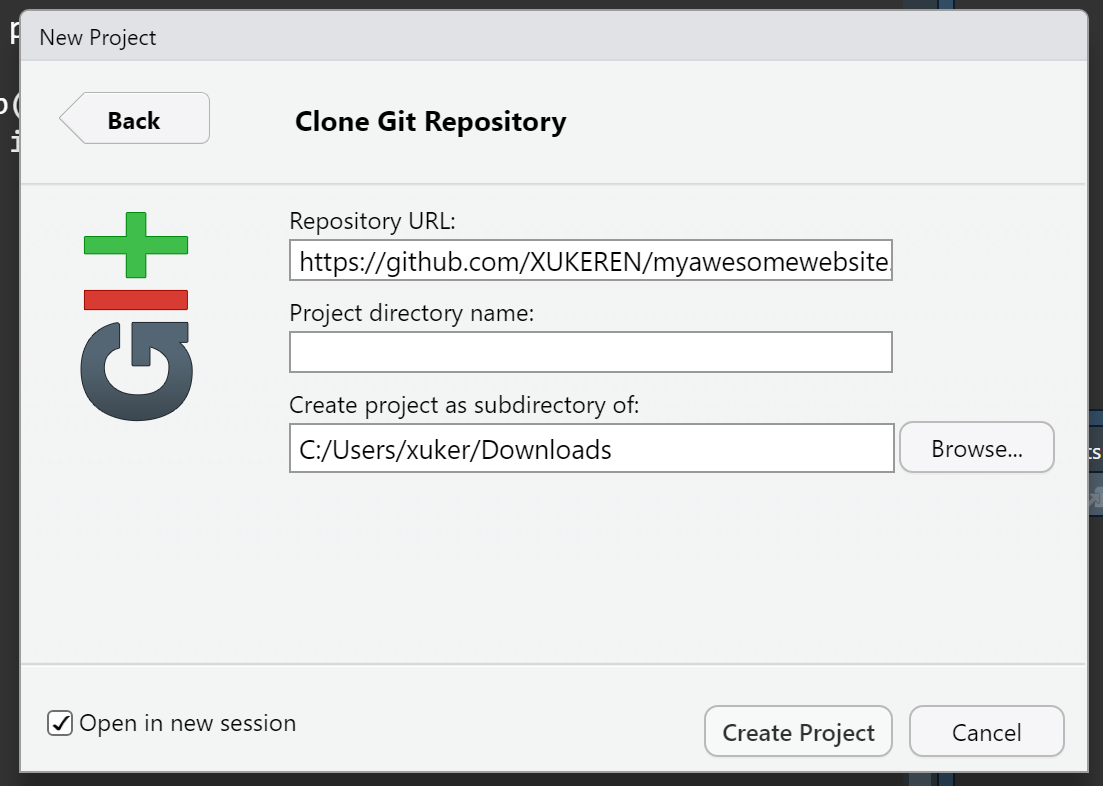 New Project
Back
Clone Git Repository
GIT
Repository URL:
https://github.com/XUKEREN/myawesomewebsite.
Project directory name:
Create project as subdirectory of:
C:/Users/xuker/Downloads
Browse...
Open in new session
Create Project
Cancel